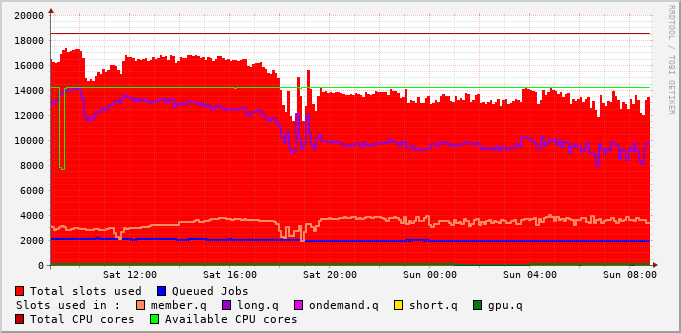 20000
18000
16000
14000
12000
10000
8000
6000
4000
2000
0
Sat 12:00 Sat 16:00 Sat 20:00 Sun 00:00 Sun 04:00 Sun 08:00
RRDTOOL / TOBI OETIKER
Total slots used Queued Jobs
Slots used in : member.q long.q ondemand.q short.q gpu.q
Total CPU cores Available CPU cores